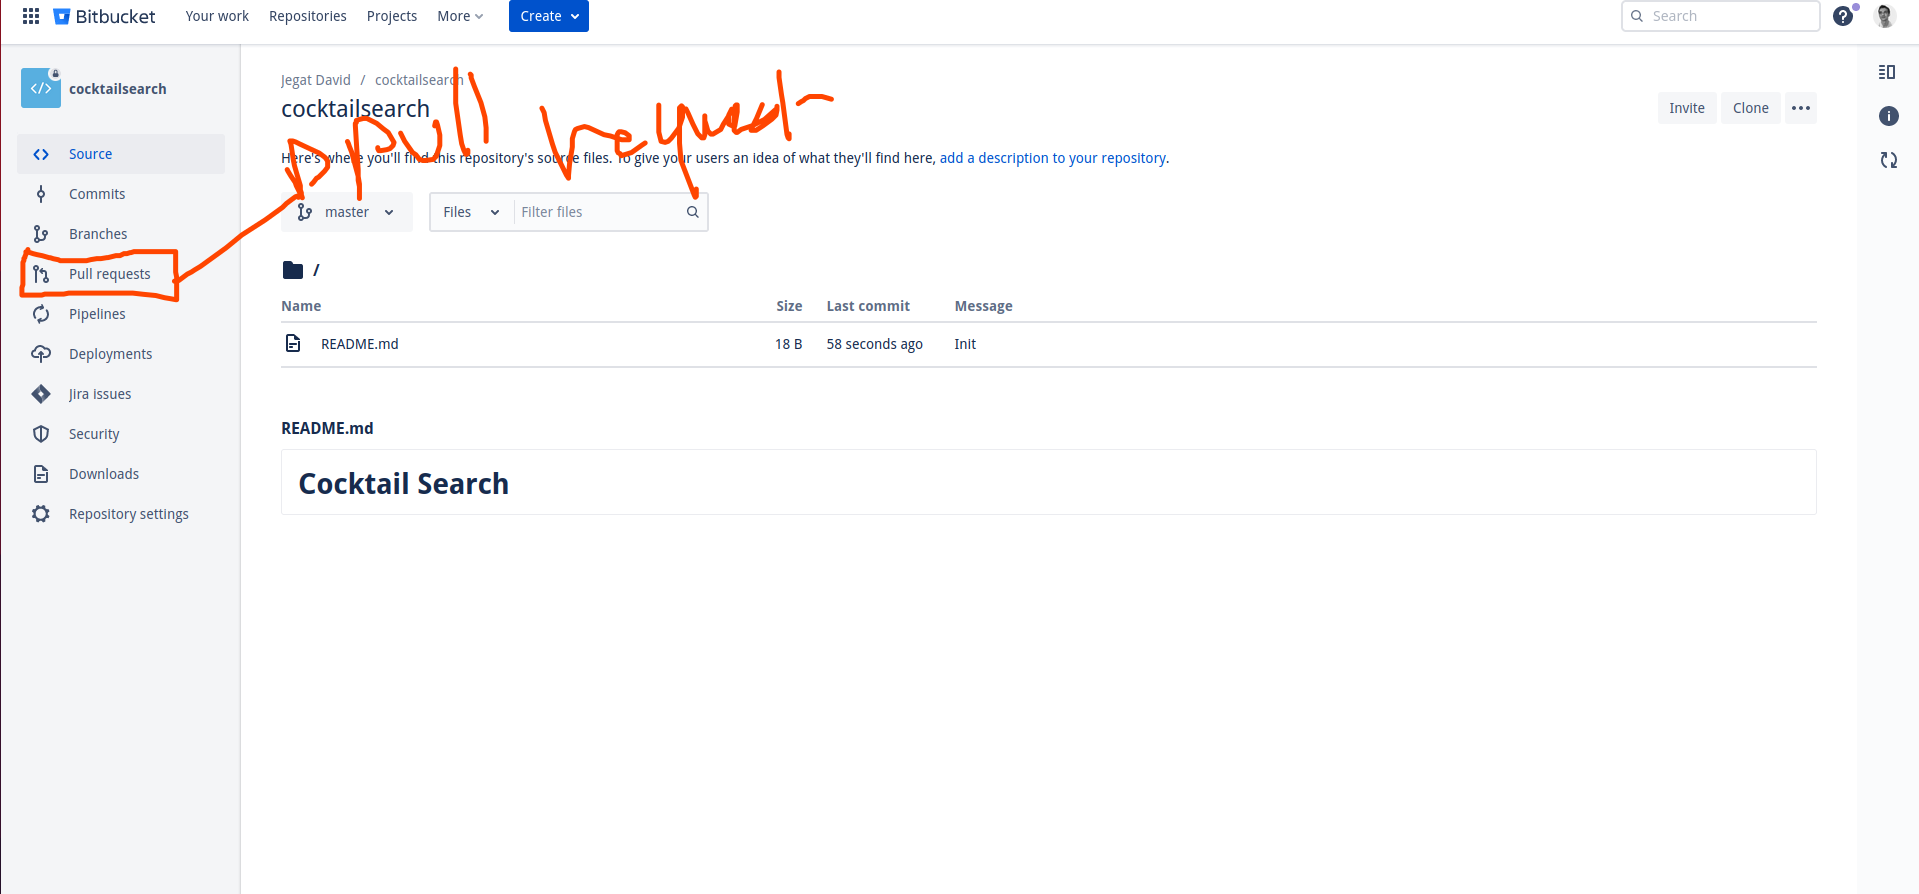 Bitbucket Your work Repositories Projects More Create Search
cocktailsearch
Source
Commits
Branches
Pull requests
Pipelines
Deployments
Jira issues
Security
Downloads
Repository settings
Jegat David / cocktailsearch
cocktailsearch
Invite Clone
pull request
Here's where you'll find this repository's source files. To give your users an idea of what they'll find here, add a description to your repository.
master Files Filter files
/
Name Size Last commit Message
README.md 18 B 58 seconds ago Init
README.md
Cocktail Search